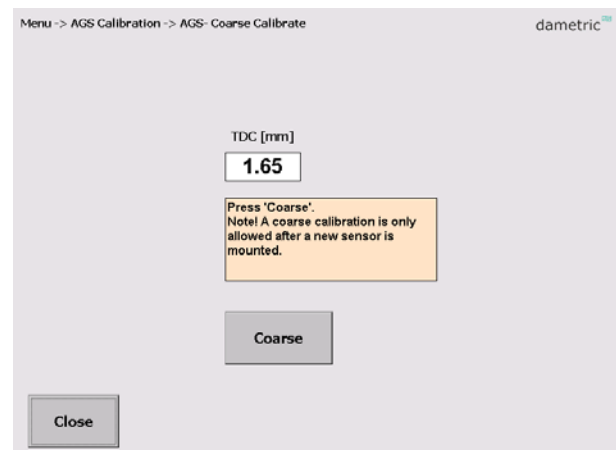 Menu -> AGS Calibration -> AGS- Coarse Calibrate
dametric
TDC [mm]
1.65
Press 'Coarse'.
Note! A coarse calibration is only
allowed after a new sensor is
mounted.
Coarse
Close